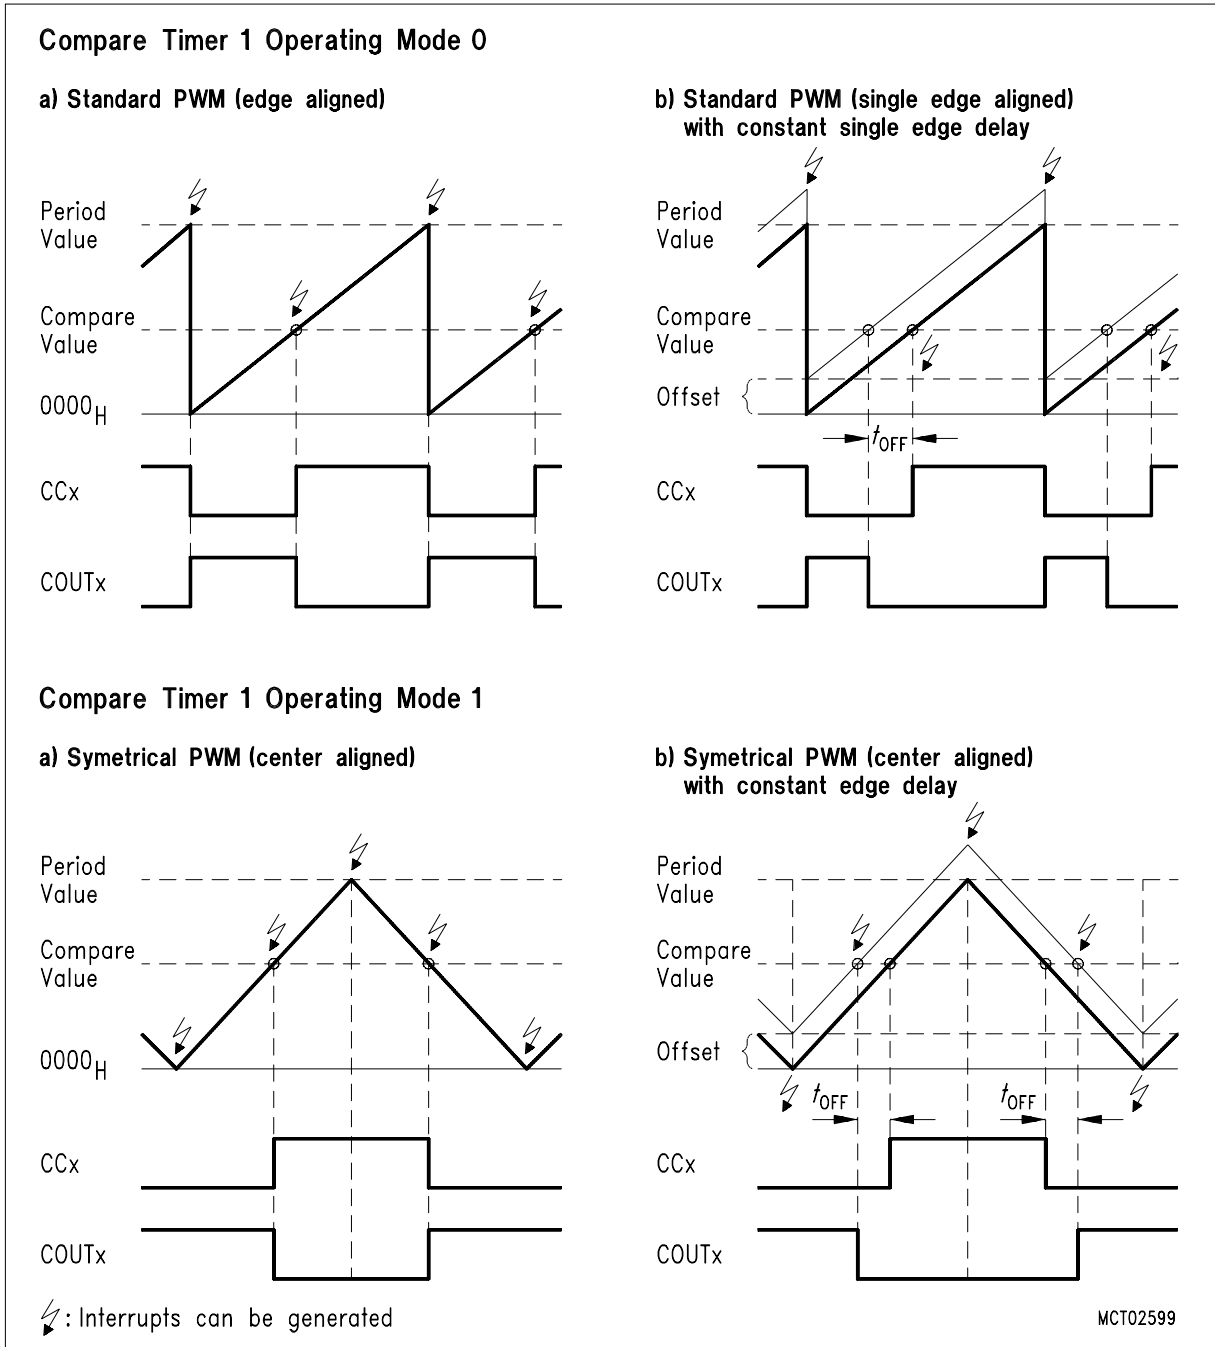 Compare Timer 1 Operating Mode 0
a) Standard PWM (edge aligned)
Period
Value
Compare
Value
0000H
CCx
COUTx
b) Standard PWM (single edge aligned)
with constant single edge delay
Period
Value
Compare
Value
Offset
tOFF
CCx
COUTx
Compare Timer 1 Operating Mode 1
a) Symetrical PWM (center aligned)
Period
Value
Compare
Value
0000H
CCx
COUTx
b) Symetrical PWM (center aligned)
with constant edge delay
Period
Value
Compare
Value
Offset
tOFF
tOFF
CCx
COUTx
: Interrupts can be generated
MCT02599